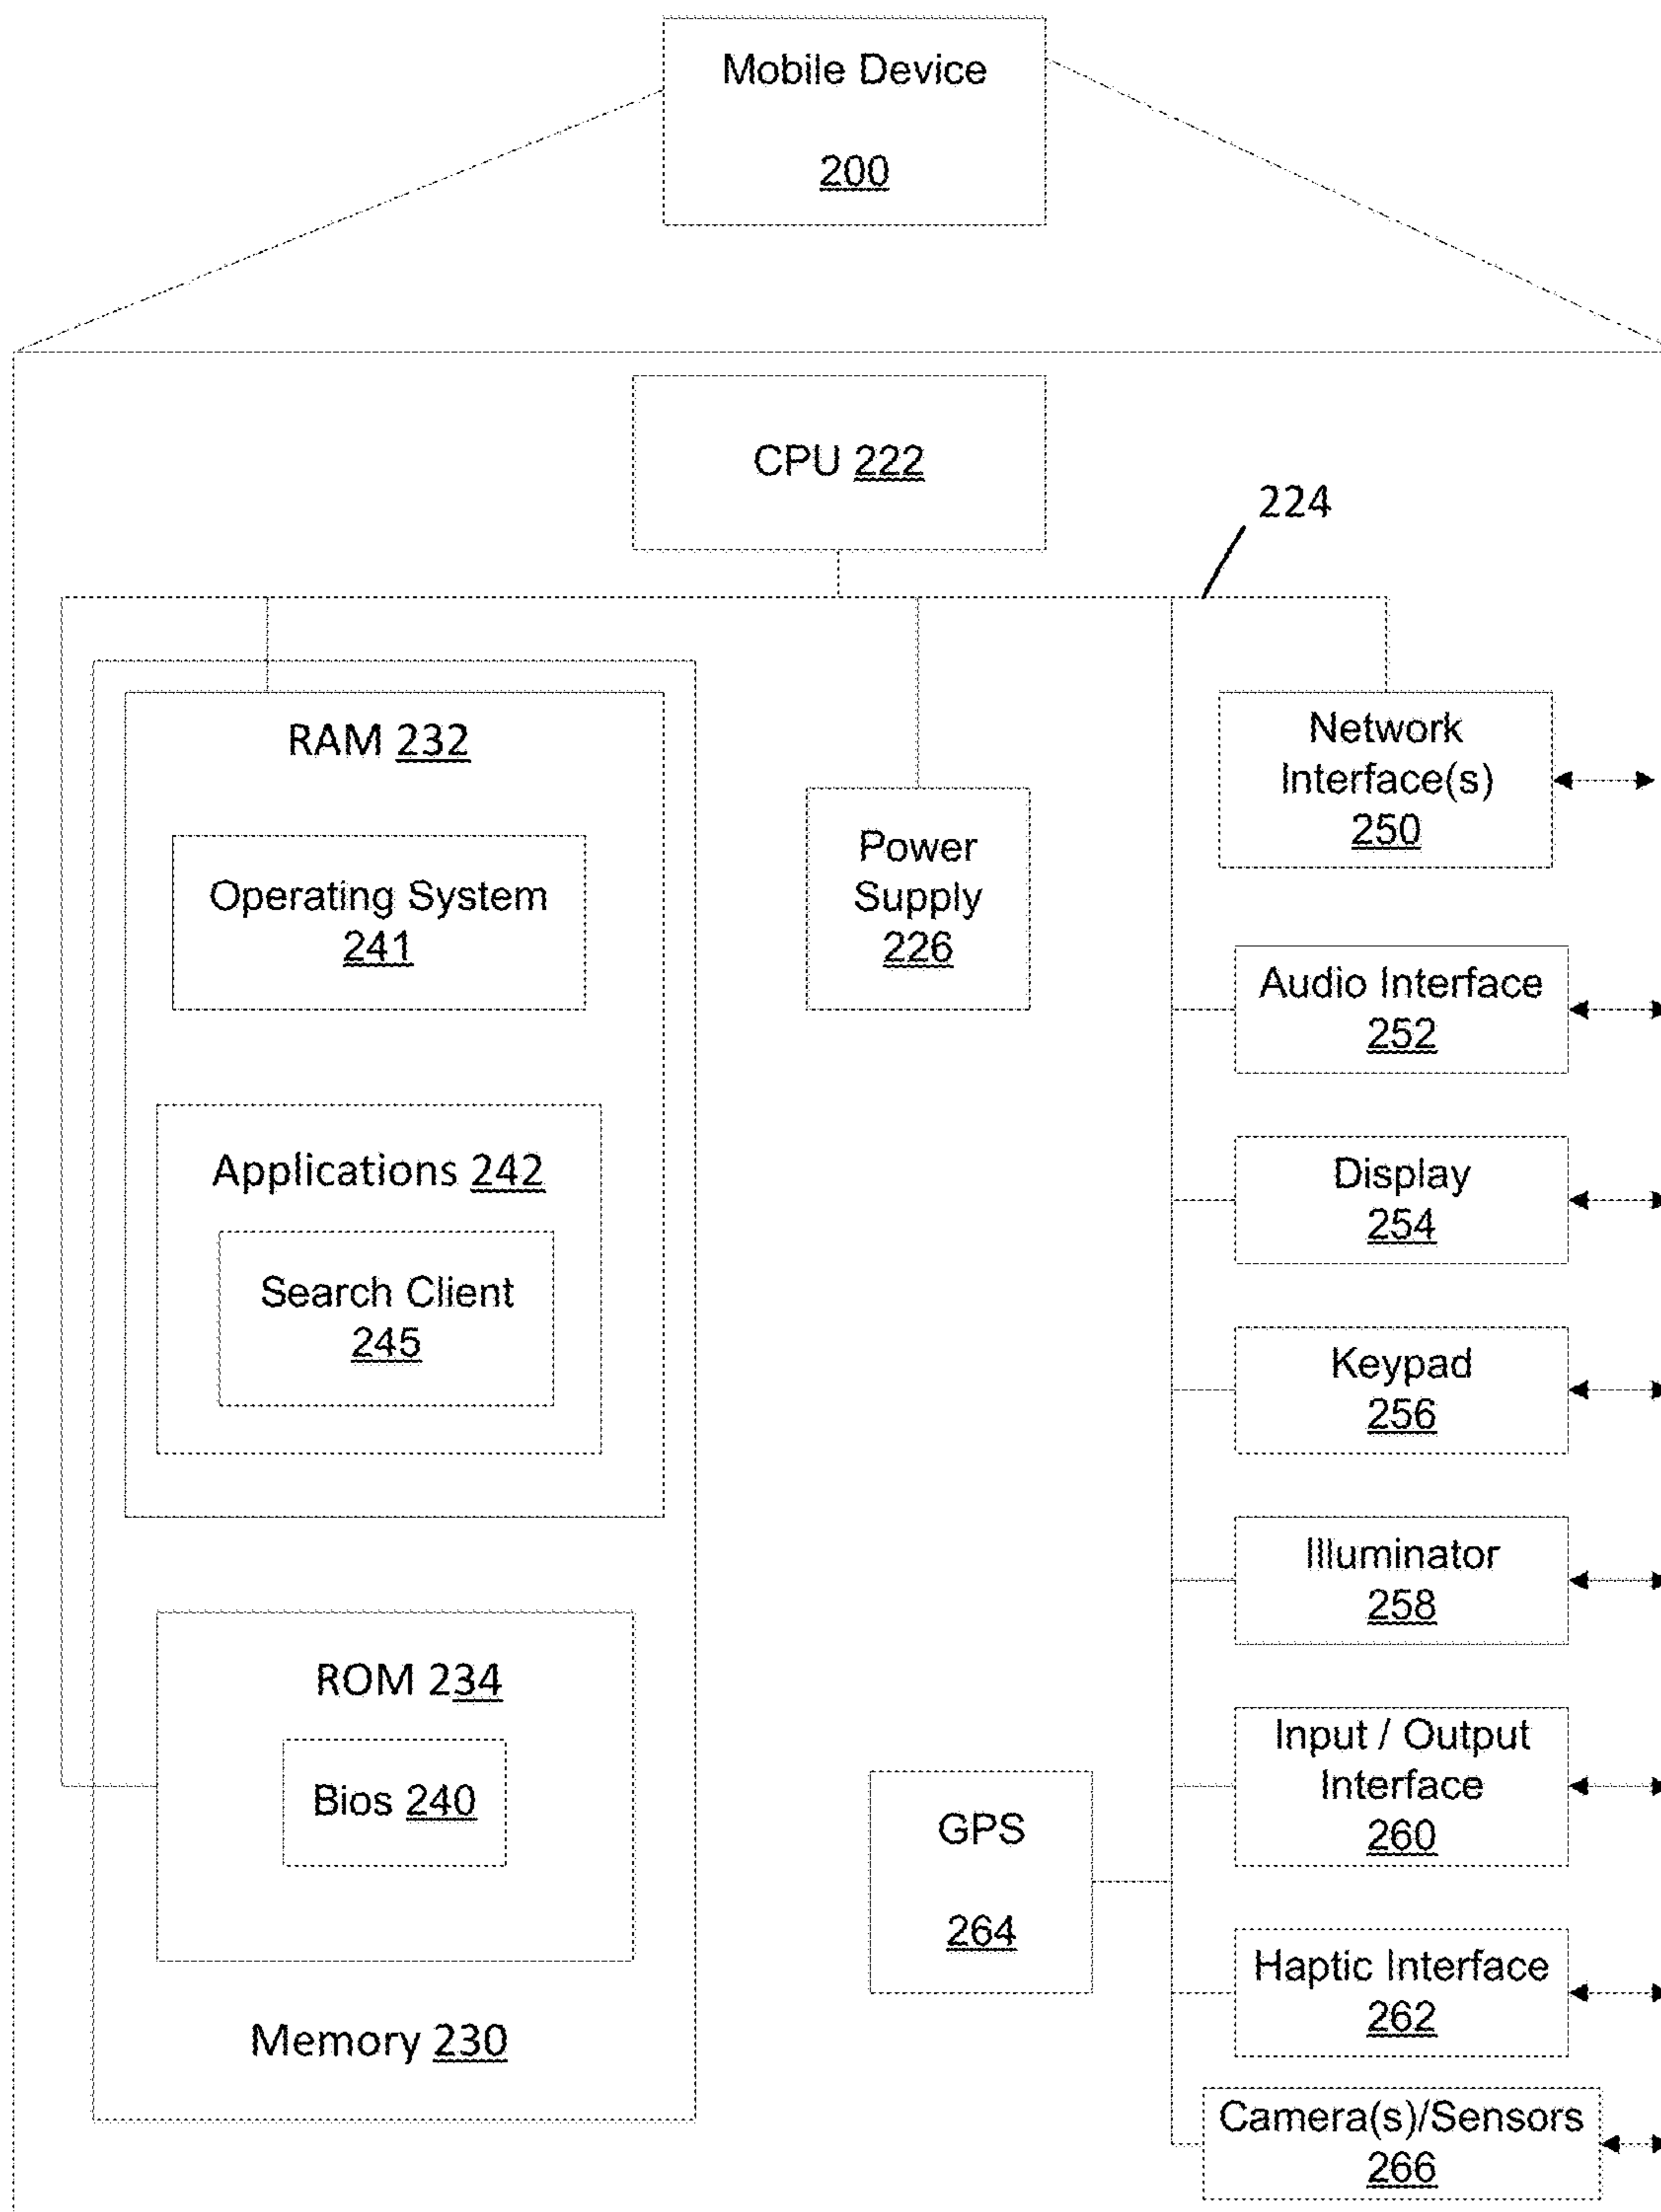 Mobile Device
200
CPU 222
224
RAM 232
Operating System
241
Applications 242
Search Client
245
ROM 234
Bios 240
Memory 230
Power
Supply
226
GPS
264
Network
Interface(s)
250
Audio Interface
252
Display
254
Keypad
256
Illuminator
258
Input / Output
Interface
260
Haptic Interface
262
Camera(s)/Sensors
266